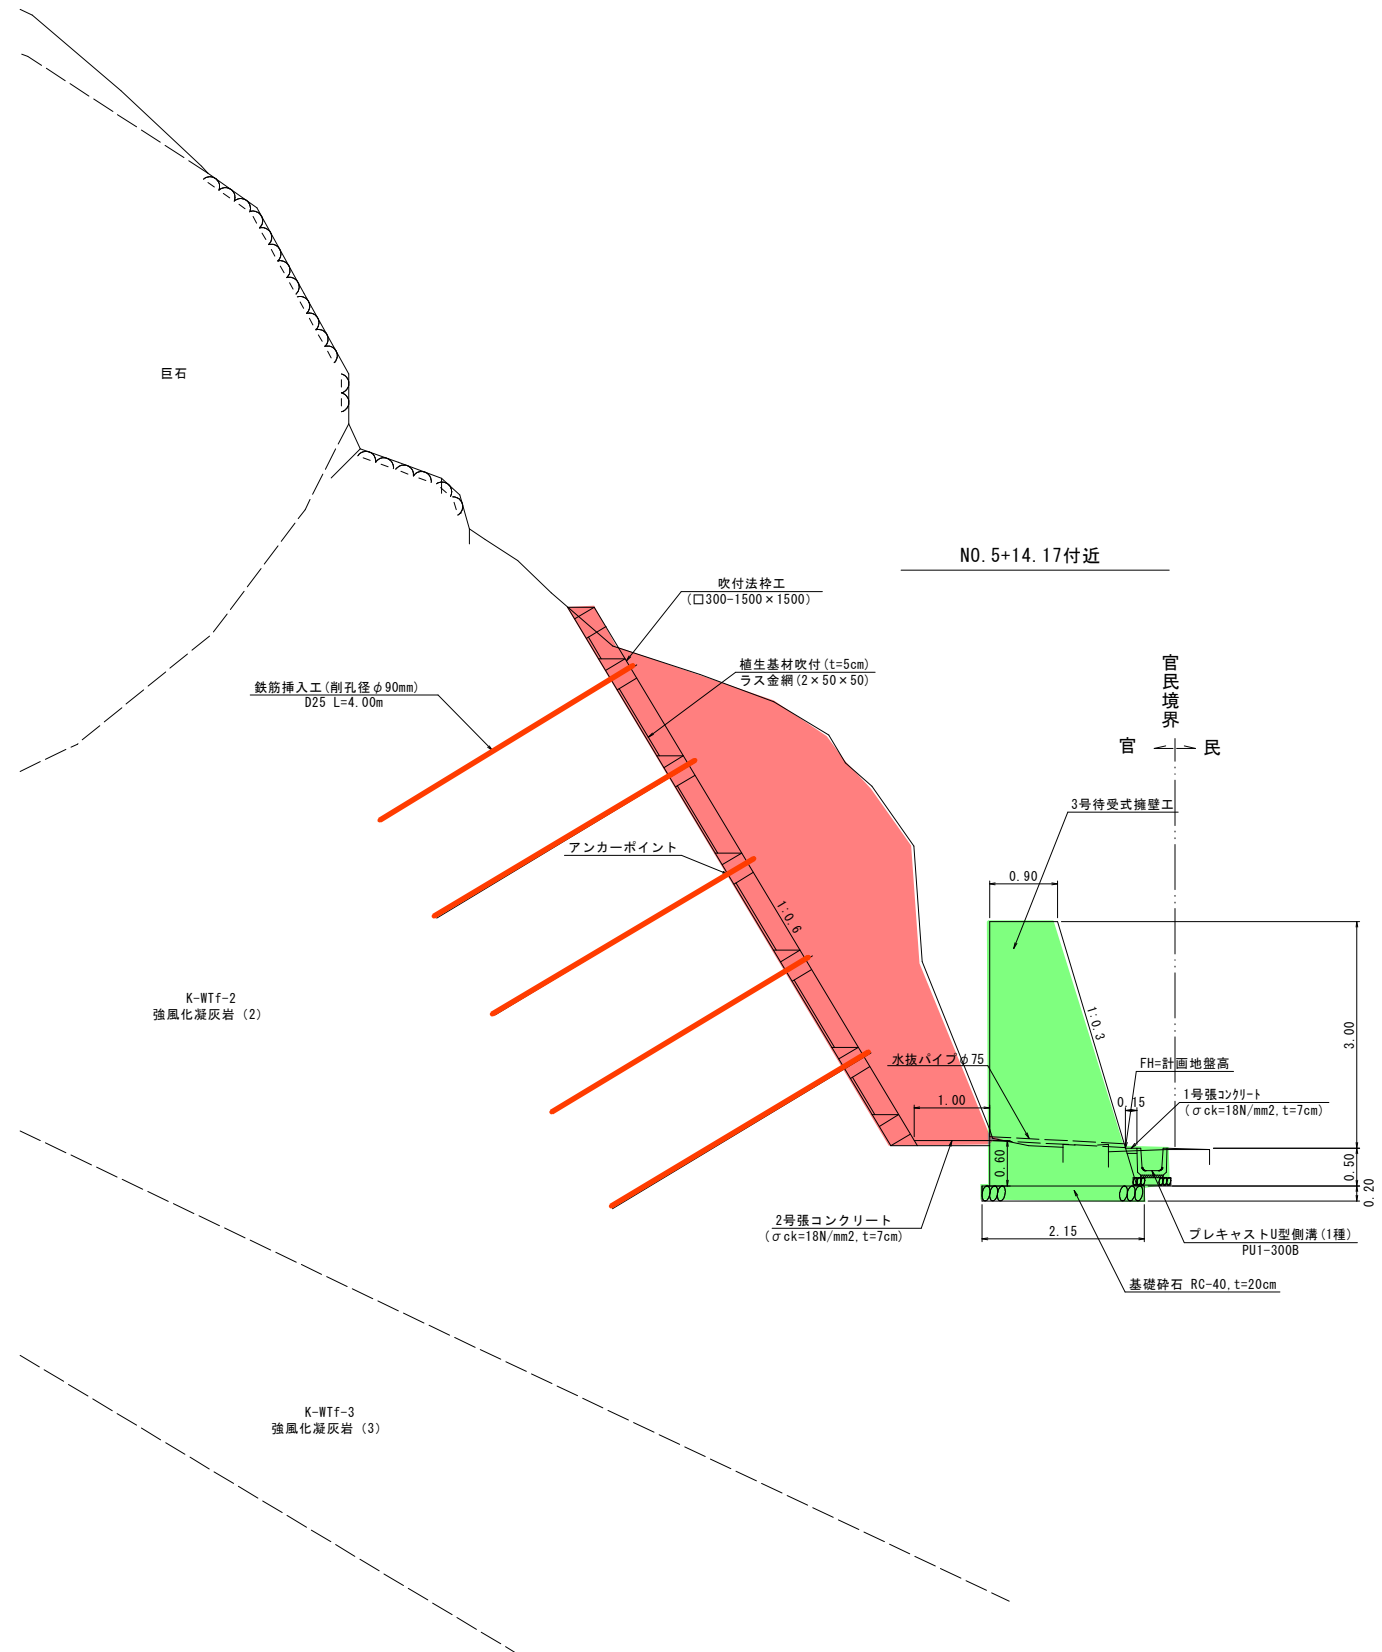 巨石
NO.5+14.17付近
吹付法枠工
(口300-1500×1500)
植生基材吹付(t=5cm)
ラス金網(2×50×50)
鉄筋挿入工(削孔径φ90mm)
D25 L=4.00m
官民境界
官
民
3号待受式擁壁工
アンカーポイント
0.90
1:0.6
K-WTf-2
強風化凝灰岩(2)
1:0.3
3.00
水抜パイプφ75
FH=計画地盤高
1号張コンクリート
(σck=18N/mm2,t=7cm)
0.15
1.00
0.60
0.50
0.20
2号張コンクリート
(σck=18N/mm2,t=7cm)
2.15
プレキャストU型側溝(1種)
PU1-300B
基礎砕石 RC-40,t=20cm
K-WTf-3
強風化凝灰岩(3)